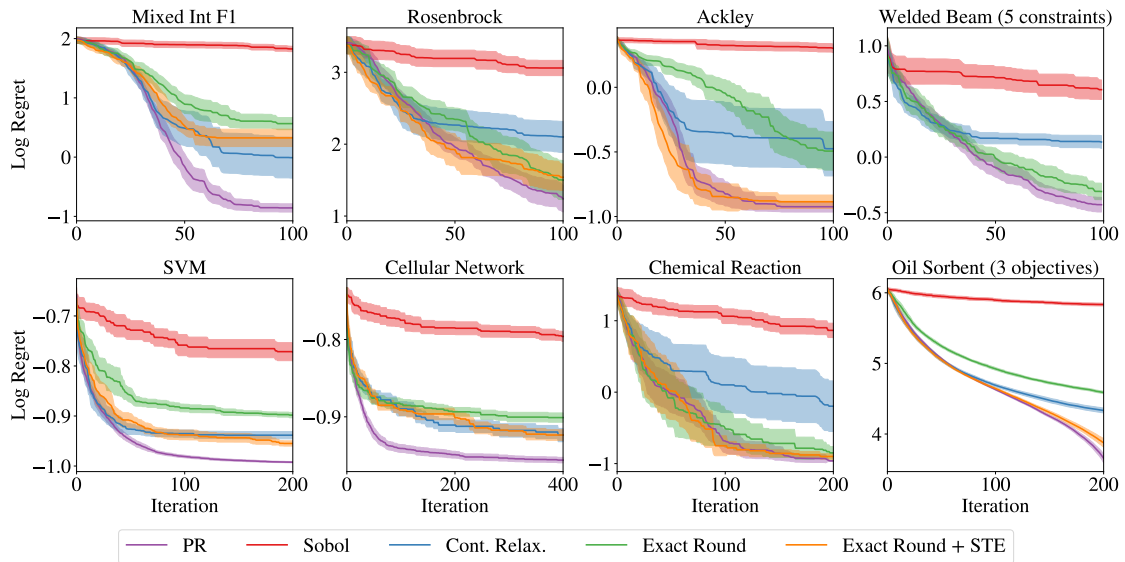 Mixed Int F1
Rosenbrock
Ackley
Welded Beam (5 constraints)
Log Regret
2
1
0
−1
0
50
100
3
2
1
0
50
100
0.0
−0.5
−1.0
0
50
100
1.0
0.5
0.0
−0.5
0
50
100
SVM
Cellular Network
Chemical Reaction
Oil Sorbent (3 objectives)
Log Regret
−0.7
−0.8
−0.9
−1.0
0
100
200
Iteration
−0.8
−0.9
0
200
400
Iteration
1
0
−1
0
100
200
Iteration
6
5
4
0
100
200
Iteration
PR
Sobol
Cont. Relax.
Exact Round
Exact Round + STE